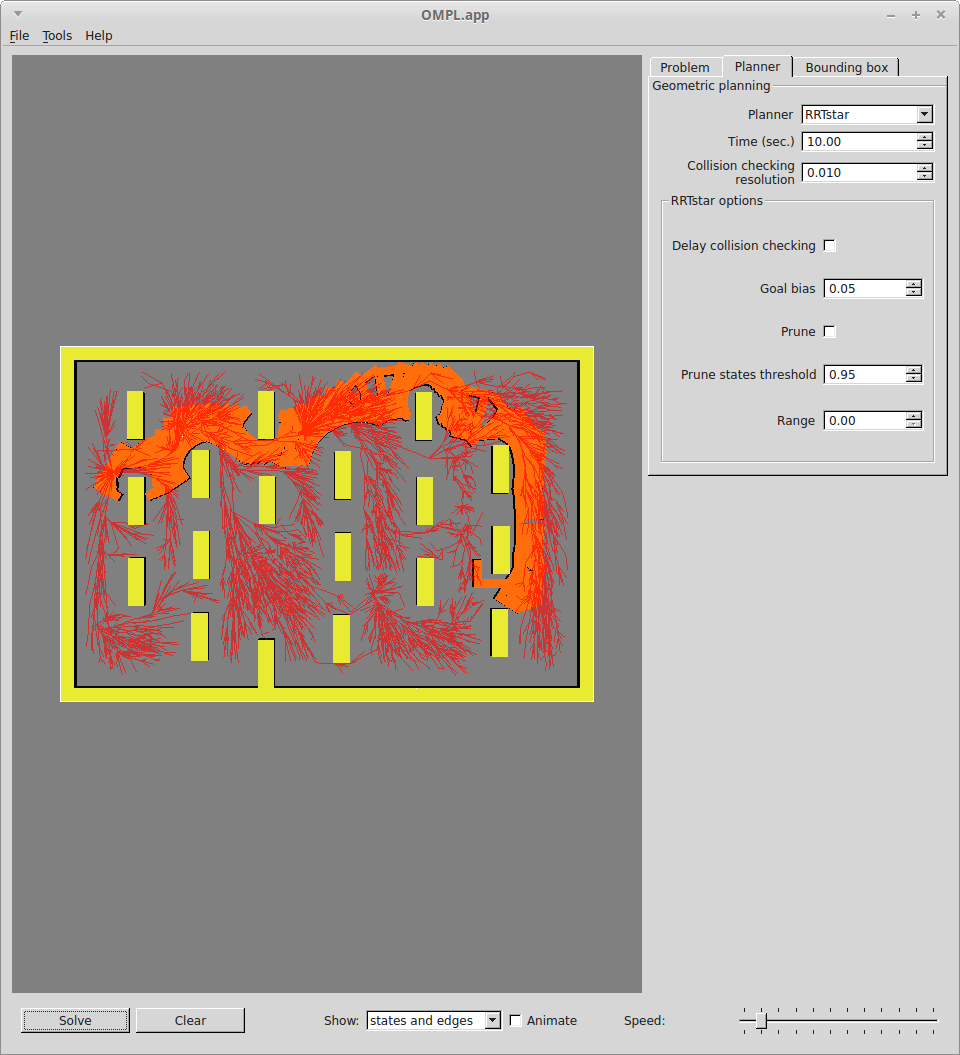 OMPL.app
File Tools Help
Problem Planner Bounding box
Geometric planning
Planner RRTstar
Time (sec.) 10.00
Collision checking
resolution 0.010
RRTstar options
Delay collision checking
Goal bias 0.05
Prune
Prune states threshold 0.95
Range 0.00
Solve Clear Show: states and edges Animate Speed: